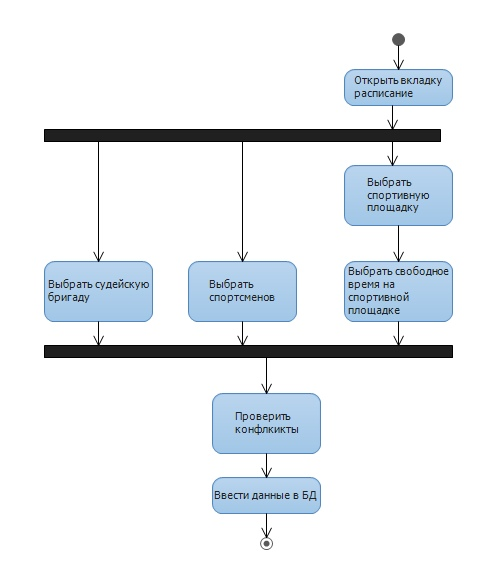 Открыть вкладку
расписание
Выбрать
спортивную
площадку
Выбрать судейскую
бригаду
Выбрать
спортсменов
Выбрать свободное
время на
спортивной
площадке
Проверить
конфлкикты
Ввести данные в БД